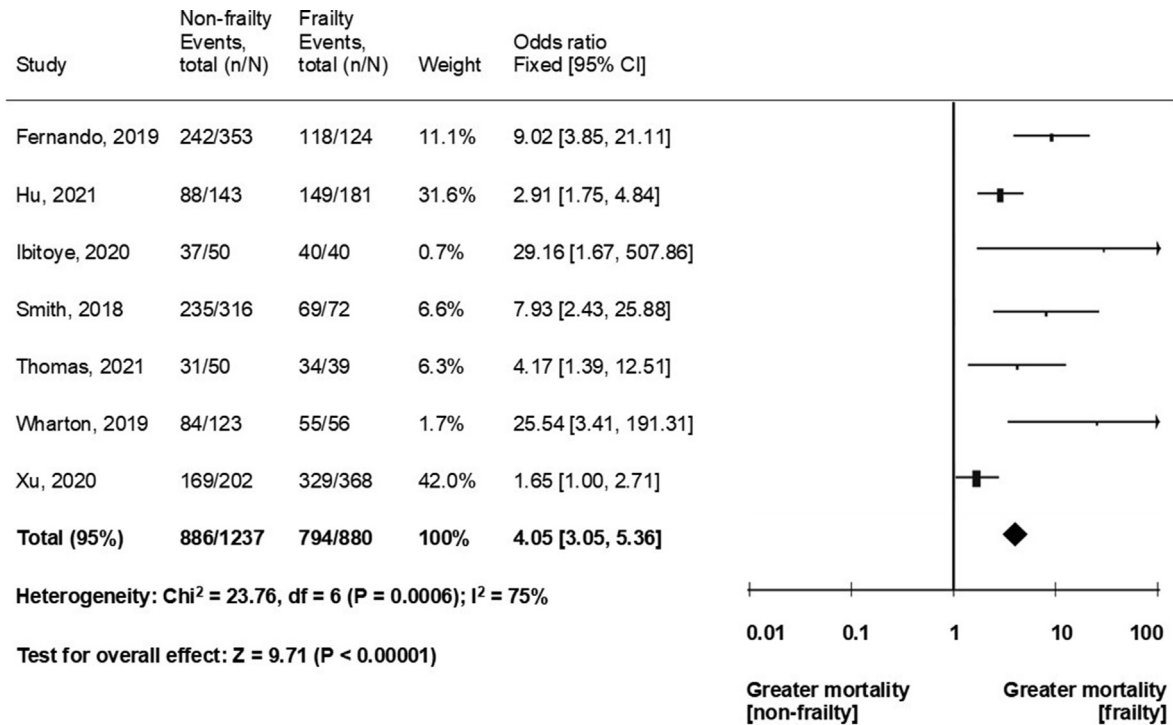 Study Non-frailty Events, total (n/N) Frailty Events, total (n/N) Weight Odds ratio Fixed [95% CI]
Fernando, 2019 242/353 118/124 11.1% 9.02 [3.85, 21.11]
Hu, 2021 88/143 149/181 31.6% 2.91 [1.75, 4.84]
Ibitoye, 2020 37/50 40/40 0.7% 29.16 [1.67, 507.86]
Smith, 2018 235/316 69/72 6.6% 7.93 [2.43, 25.88]
Thomas, 2021 31/50 34/39 6.3% 4.17 [1.39, 12.51]
Wharton, 2019 84/123 55/56 1.7% 25.54 [3.41, 191.31]
Xu, 2020 169/202 329/368 42.0% 1.65 [1.00, 2.71]
Total (95%) 886/1237 794/880 100% 4.05 [3.05, 5.36]
Heterogeneity: Chi² = 23.76, df = 6 (P = 0.0006); I² = 75%
Test for overall effect: Z = 9.71 (P < 0.00001)
0.01 0.1 1 10 100
Greater mortality [non-frailty]
Greater mortality [frailty]